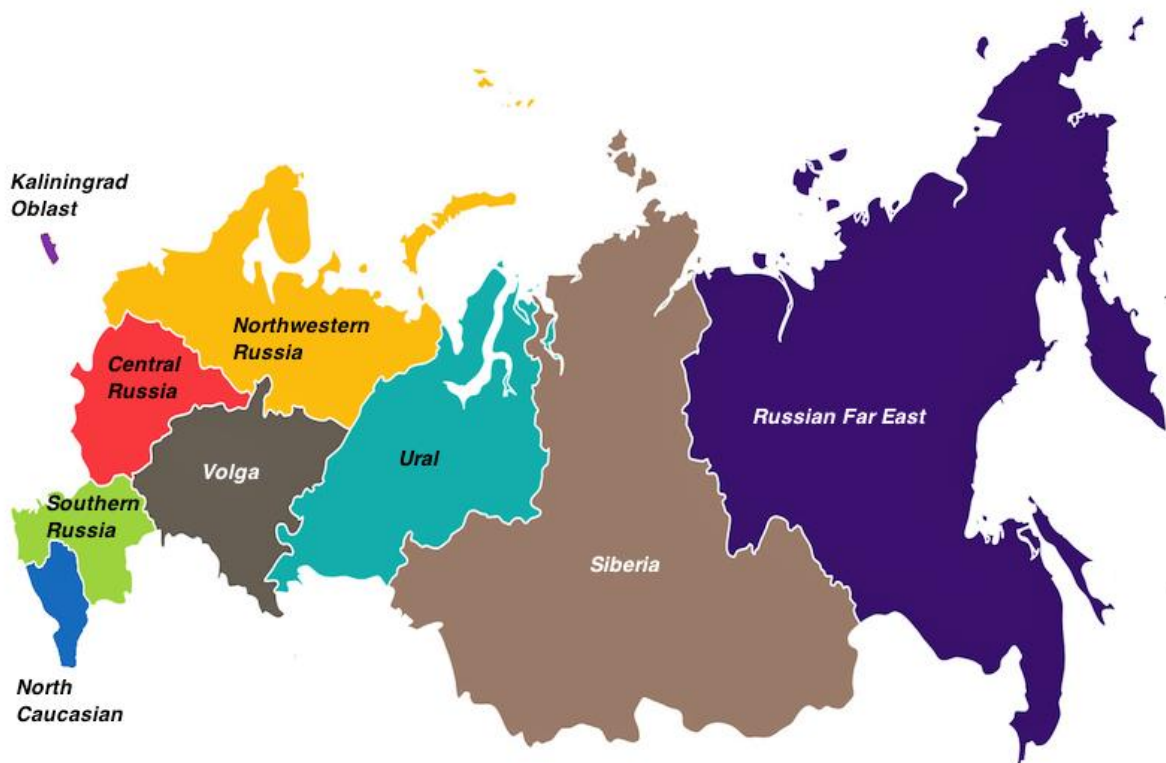 Kaliningrad
Oblast
Northwestern
Russia
Central
Russia
Russian Far East
Ural
Volga
Southern
Russia
Siberia
North
Caucasian